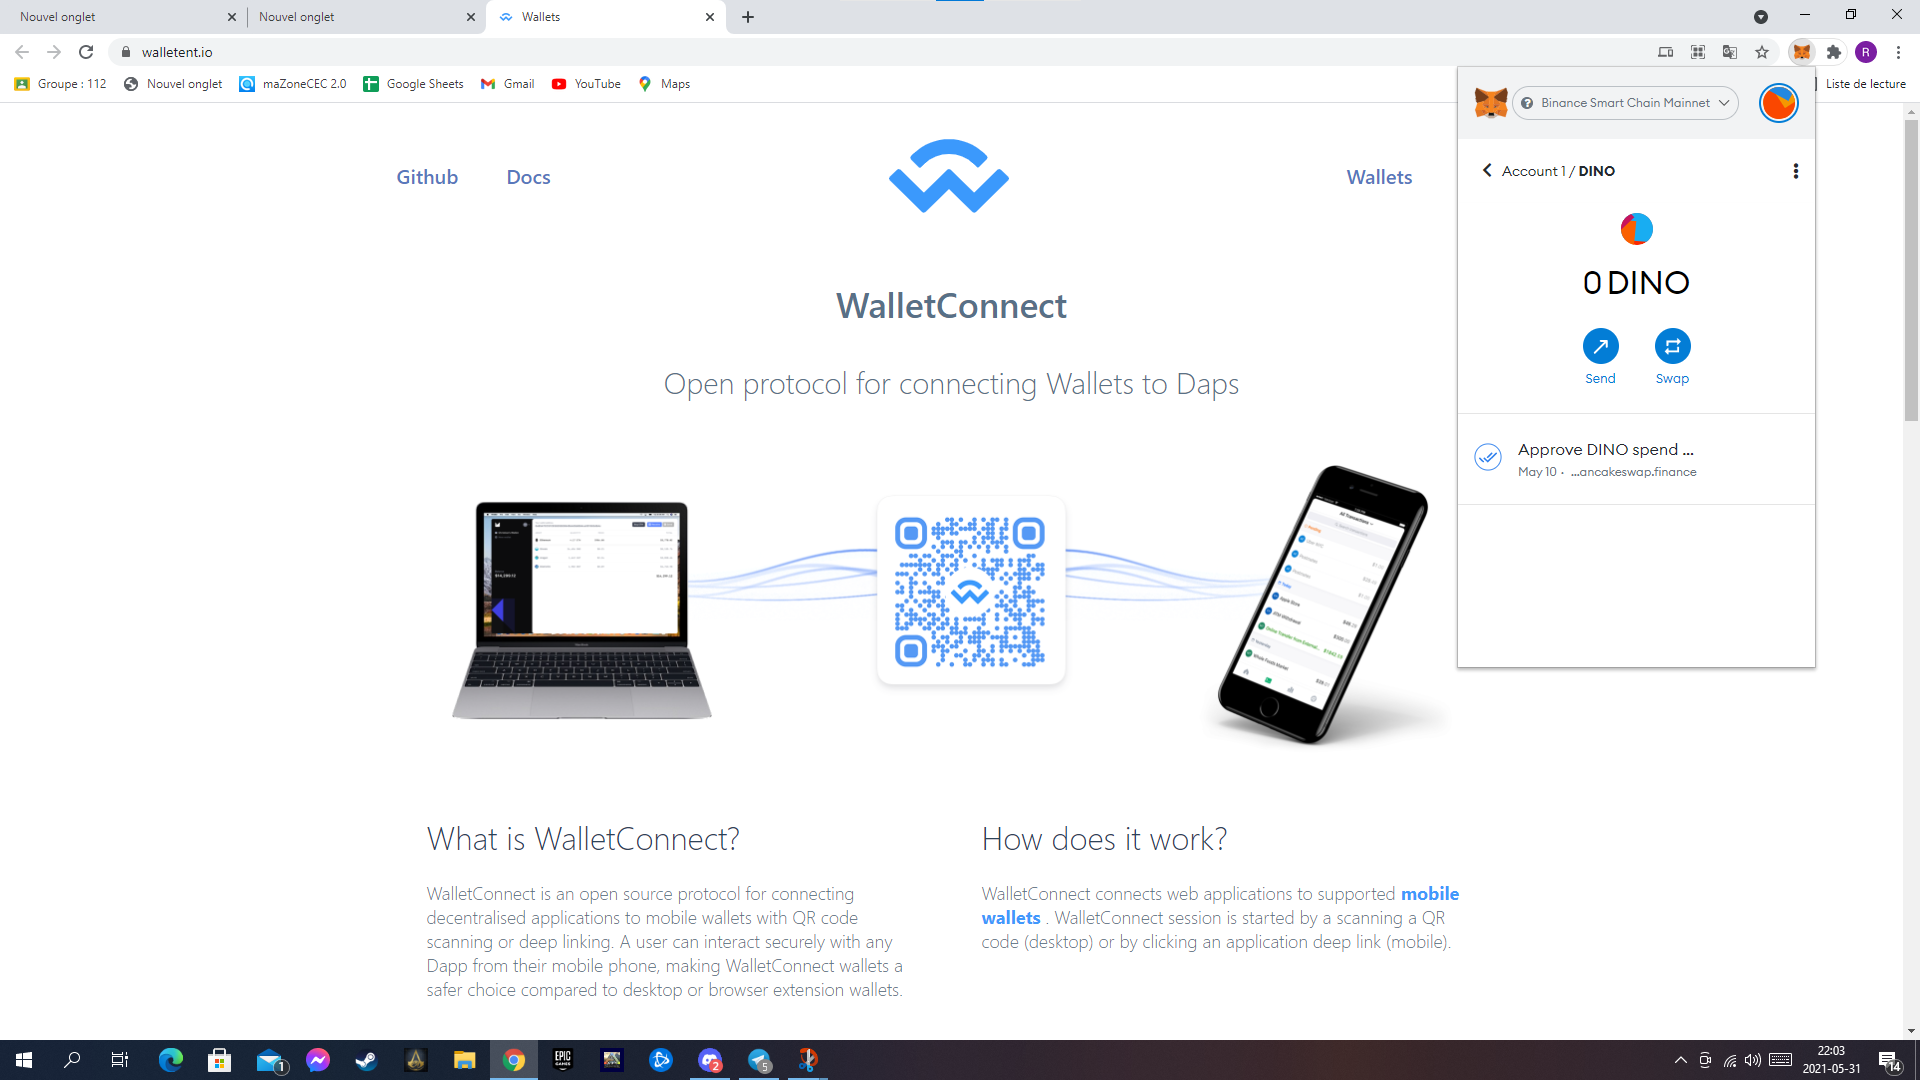 Nouvel onglet
Nouvel onglet
Wallets
walletent.io
R
Groupe : 112
Nouvel onglet
maZoneCEC 2.0
Google Sheets
Gmail
YouTube
Maps
Liste de lecture
Binance Smart Chain Mainnet
Account 1 / DINO
0 DINO
Send
Swap
Approve DINO spend ...
May 10 · ...ancakeswap.finance
Github
Docs
Wallets
WalletConnect
Open protocol for connecting Wallets to Daps
What is WalletConnect?
WalletConnect is an open source protocol for connecting
decentralised applications to mobile wallets with QR code
scanning or deep linking. A user can interact securely with any
Dapp from their mobile phone, making WalletConnect wallets a
safer choice compared to desktop or browser extension wallets.
How does it work?
WalletConnect connects web applications to supported mobile
wallets . WalletConnect session is started by a scanning a QR
code (desktop) or by clicking an application deep link (mobile).
1
EPIC
GAMES
2
5
22:03
2021-05-31
14